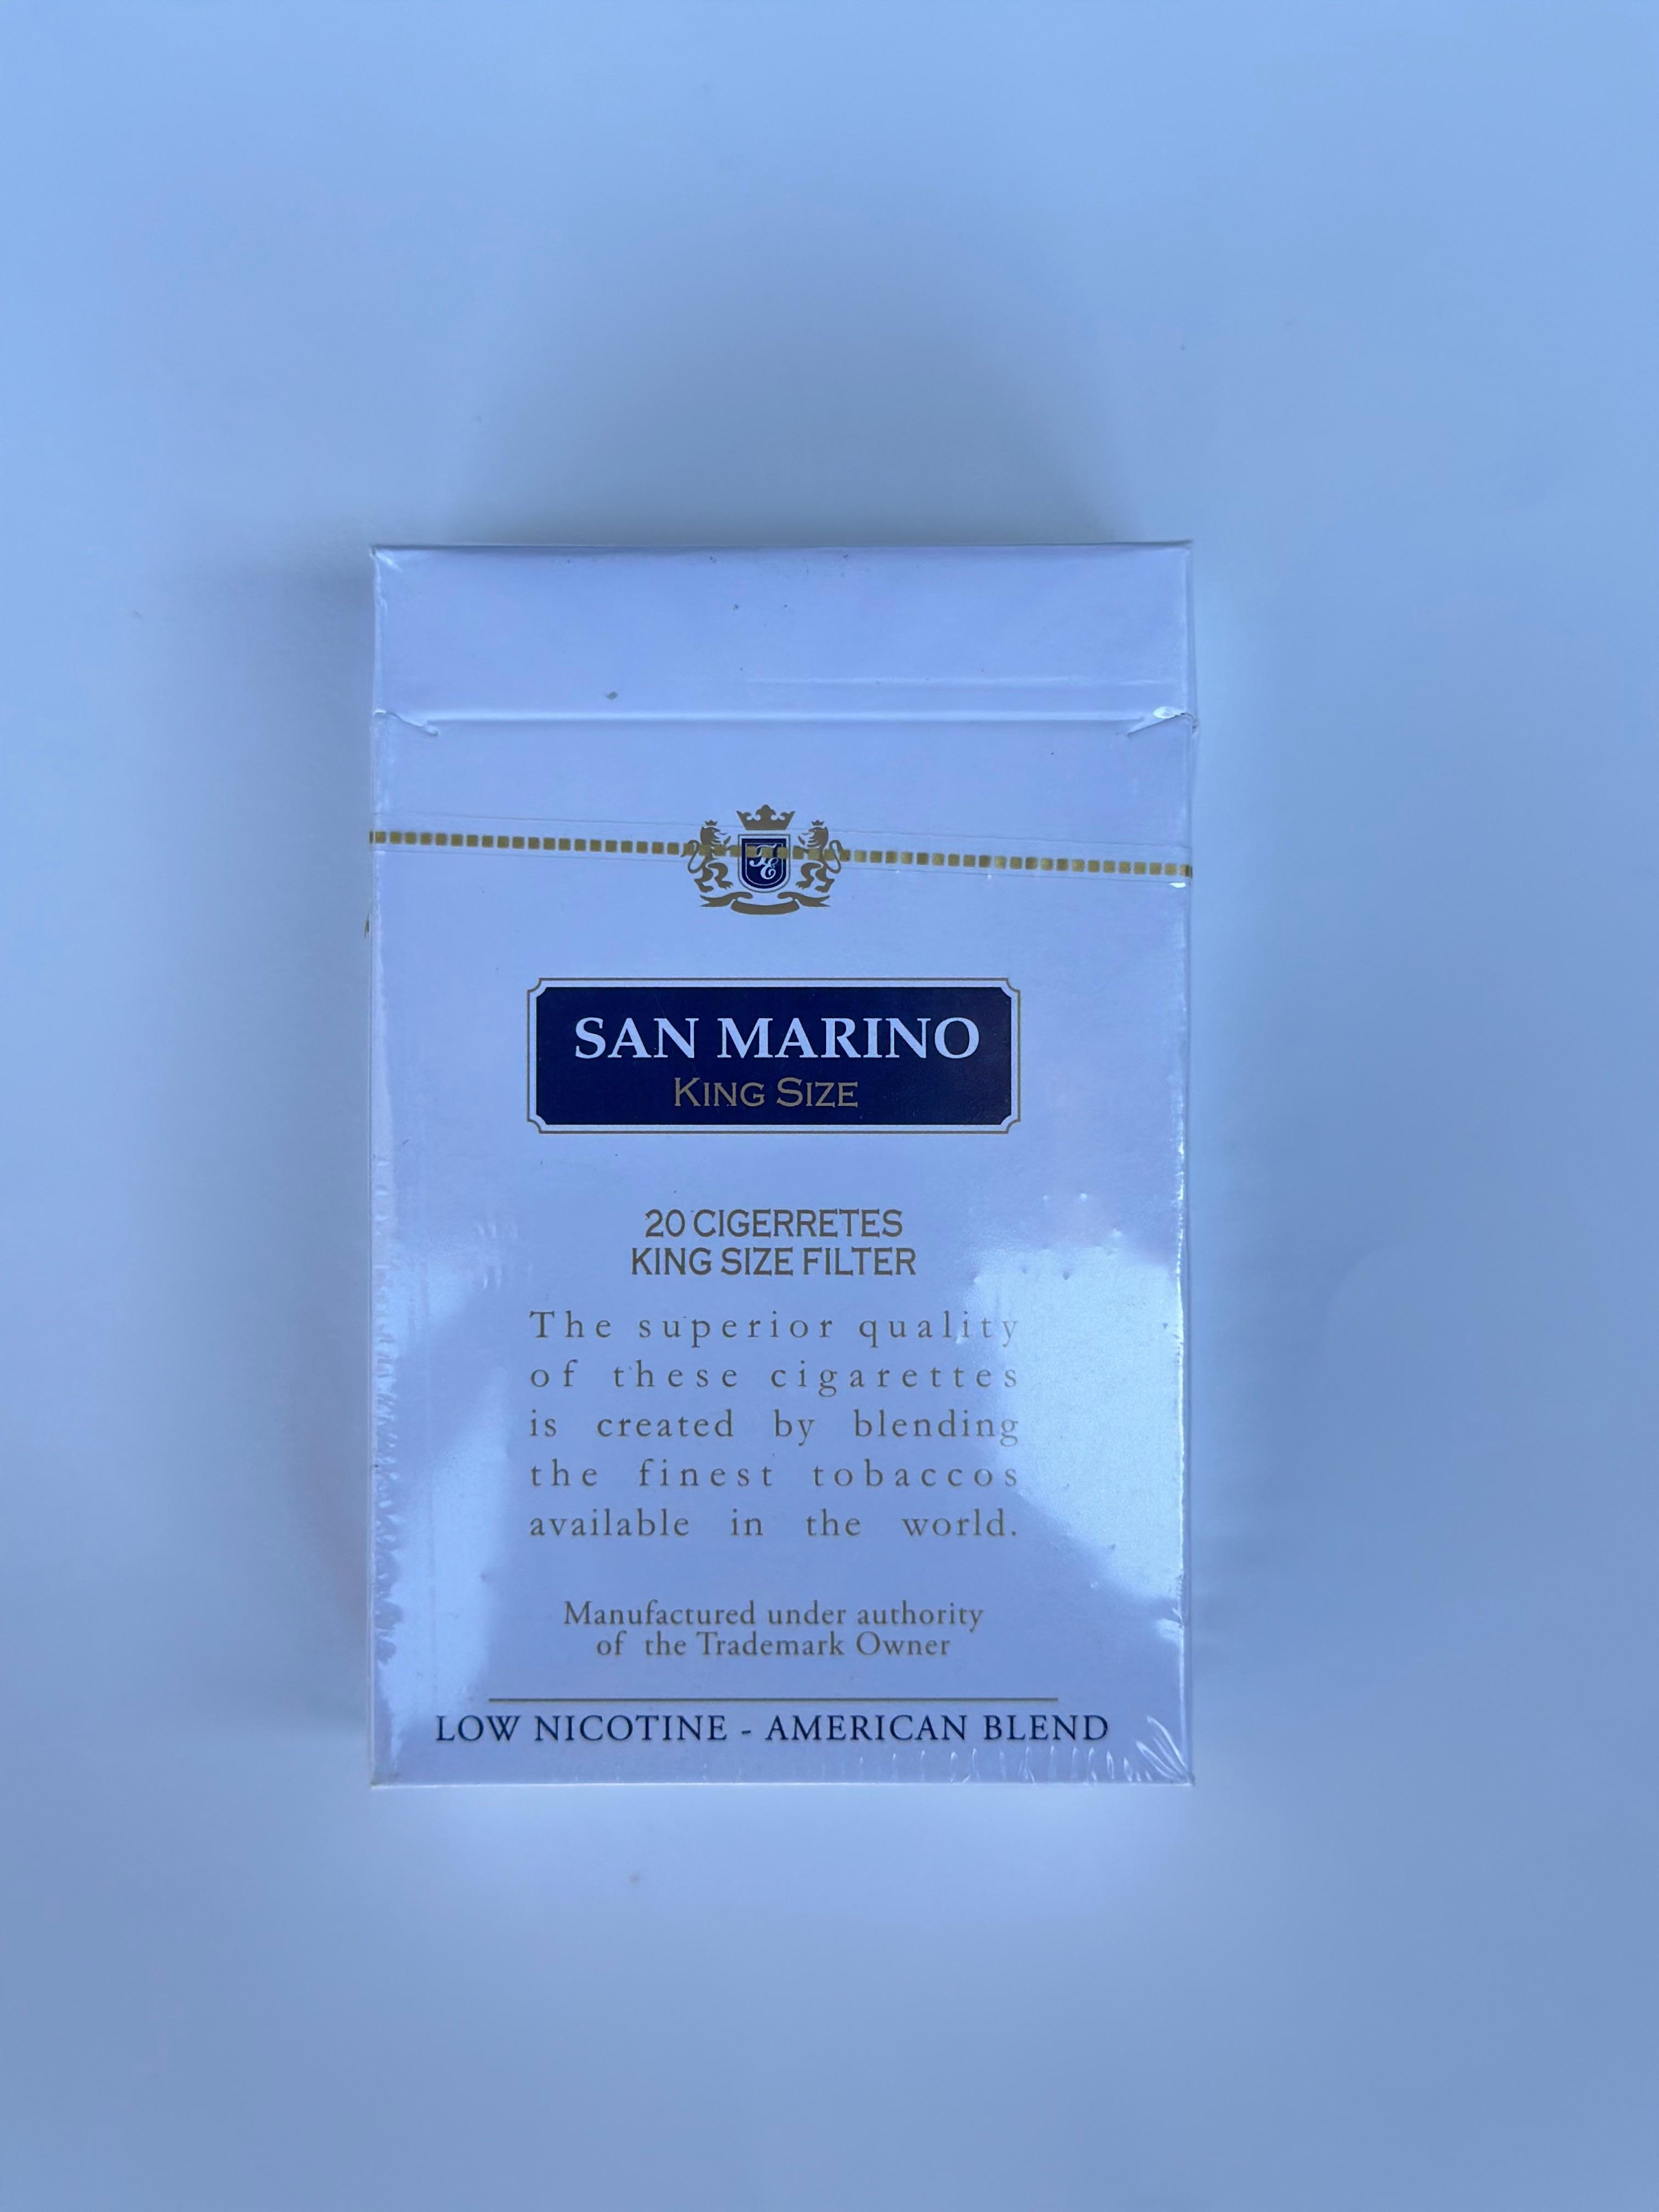 SAN MARINO
KING SIZE
20 CIGERRETES
KING SIZE FILTER
The superior quality
of these cigarettes
is created by blending
the finest tobaccos
available in the world.
Manufactured under authority
of the Trademark Owner
LOW NICOTINE - AMERICAN BLEND